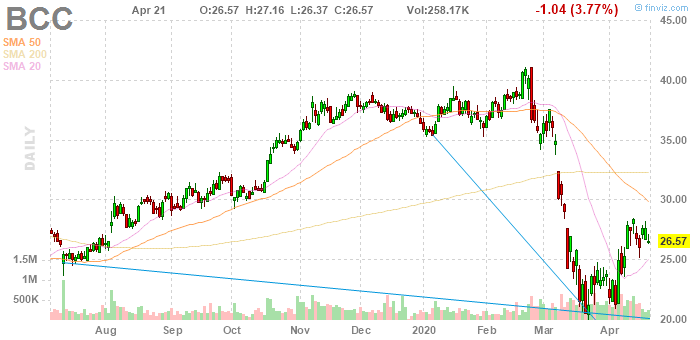 BCC
Apr 21 O:26.57 H:27.16 L:26.37 C:26.57 Vol:258.17K -1.04 (3.77%)
© finviz.com
SMA 50
SMA 200
SMA 20
DAILY
45.00
40.00
35.00
30.00
26.57
25.00
20.00
1.5M
1M
500K
Aug Sep Oct Nov Dec 2020 Feb Mar Apr